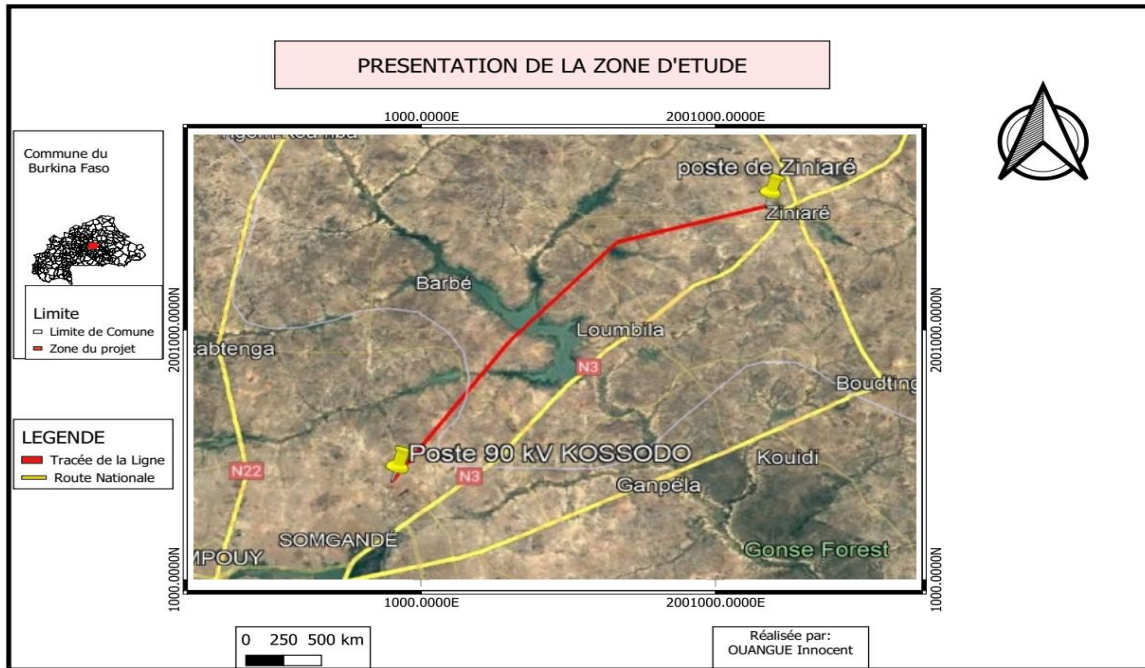 PRESENTATION DE LA ZONE D'ETUDE
1000.0000E
2001000.0000E
Commune du
Burkina Faso
Limite
Limite de Comune
Zone du projet
LEGENDE
Tracée de la Ligne
Route Nationale
2001000.0000N
1000.0000N
poste de Ziniaré
Ziniaré
Barbé
Loumbila
N3
Boudting
Poste 90 kV KOSSODO
N22
N3
Kouidi
Ganpéla
SOMGANDÉ
MPOUY
Gonse Forest
2001000.0000N
1000.0000N
1000.0000E
2001000.0000E
0 250 500 km
Réalisée par:
OUANGUE Innocent